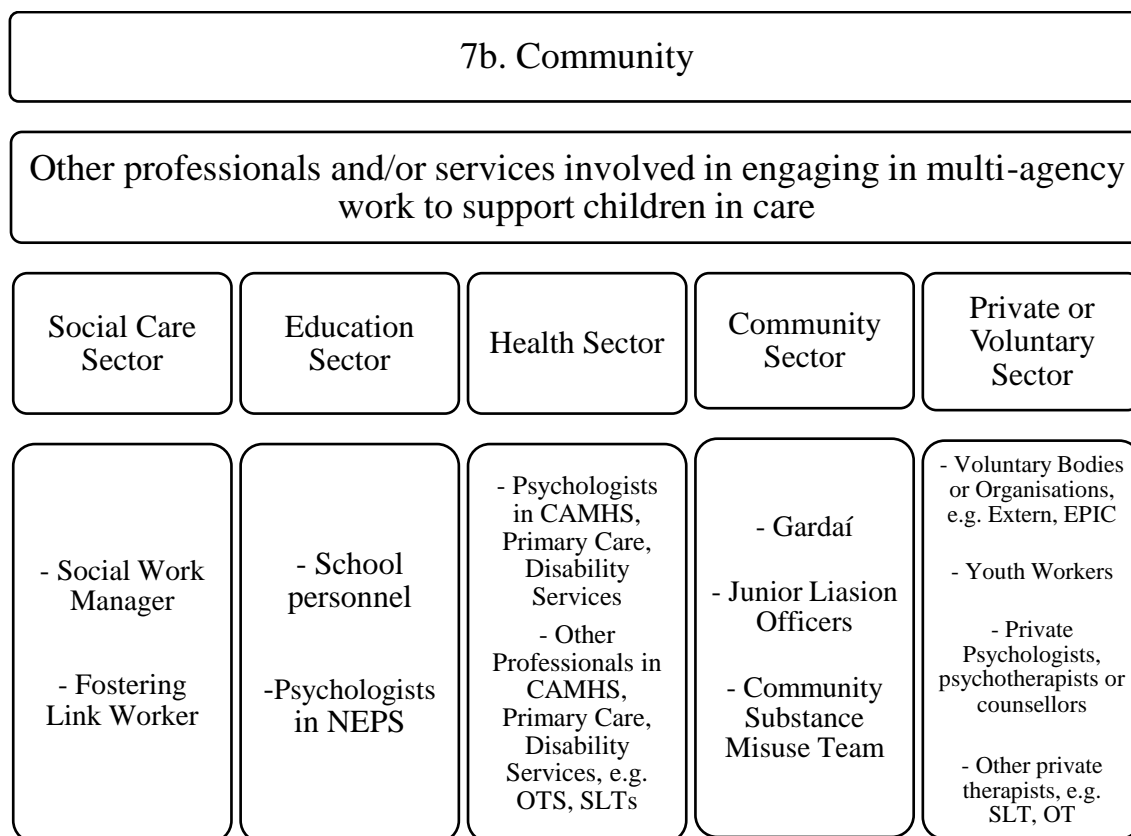 7b. Community
Other professionals and/or services involved in engaging in multi-agency
work to support children in care
Social Care
Sector
Education
Sector
Health Sector
Community
Sector
Private or
Voluntary
Sector
- Social Work
Manager
- Fostering
Link Worker
- School
personnel
-Psychologists
in NEPS
- Psychologists
in CAMHS,
Primary Care,
Disability
Services
- Other
Professionals in
CAMHS,
Primary Care,
Disability
Services, e.g.
OTS, SLTs
- Gardaí
- Junior Liasion
Officers
- Community
Substance
Misuse Team
- Voluntary Bodies
or Organisations,
e.g. Extern, EPIC
- Youth Workers
- Private
Psychologists,
psychotherapists or
counsellors
- Other private
therapists, e.g.
SLT, OT